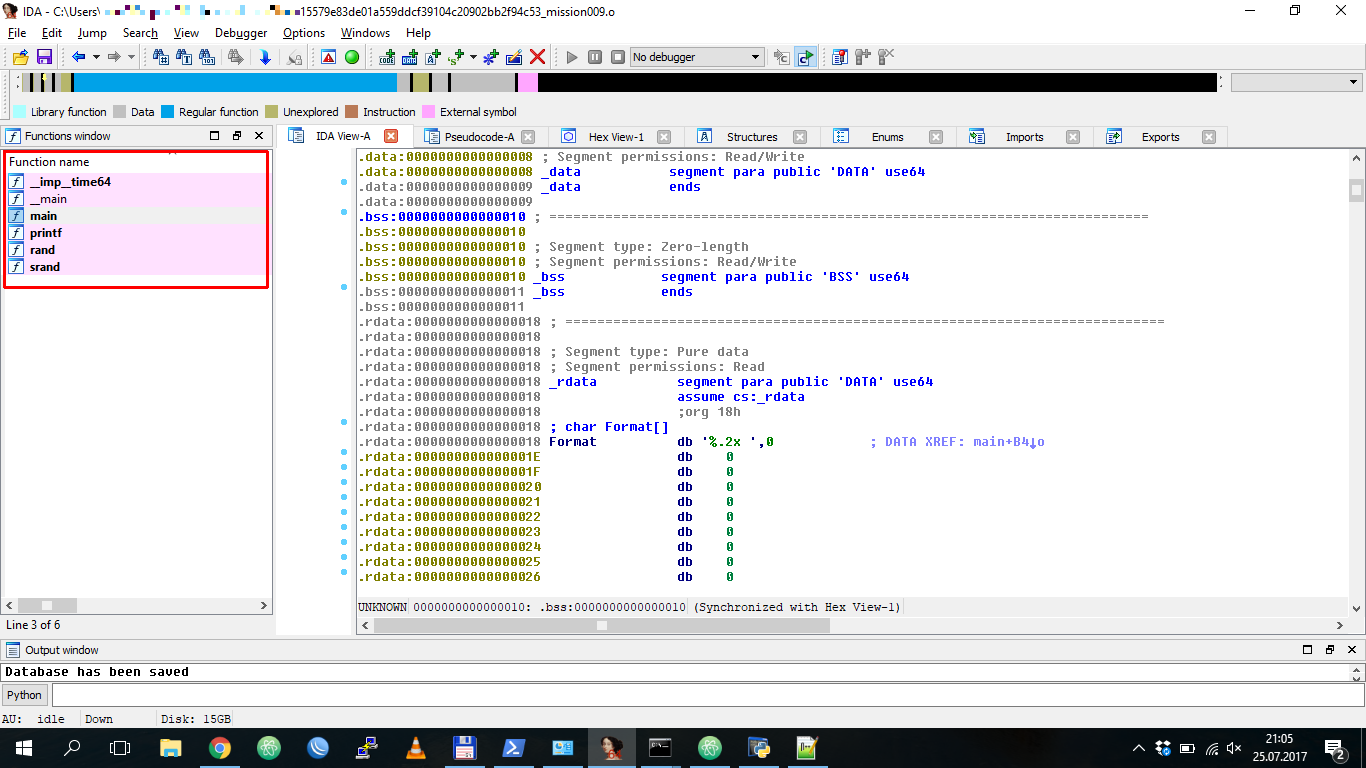 IDA - C:\Users\ 15579e83de01a559ddcf39104c20902bb2f94c53_mission009.o
File Edit Jump Search View Debugger Options Windows Help
No debugger
Library function Data Regular function Unexplored Instruction External symbol
Functions window
IDA View-A Pseudocode-A Hex View-1 Structures Enums Imports Exports
Function name
__imp__time64
__main
main
printf
rand
srand
Line 3 of 6
.data:0000000000000008 ; Segment permissions: Read/Write
.data:0000000000000008 _data segment para public 'DATA' use64
.data:0000000000000009 _data ends
.data:0000000000000009
.bss:0000000000000010 ; ===========================================================================
.bss:0000000000000010
.bss:0000000000000010 ; Segment type: Zero-length
.bss:0000000000000010 ; Segment permissions: Read/Write
.bss:0000000000000010 _bss segment para public 'BSS' use64
.bss:0000000000000011 _bss ends
.bss:0000000000000011
.rdata:0000000000000018 ; ===========================================================================
.rdata:0000000000000018
.rdata:0000000000000018 ; Segment type: Pure data
.rdata:0000000000000018 ; Segment permissions: Read
.rdata:0000000000000018 _rdata segment para public 'DATA' use64
.rdata:0000000000000018 assume cs:_rdata
.rdata:0000000000000018 ;org 18h
.rdata:0000000000000018 ; char Format[]
.rdata:0000000000000018 Format db '%.2x ',0 ; DATA XREF: main+B4↓o
.rdata:000000000000001E db 0
.rdata:000000000000001F db 0
.rdata:0000000000000020 db 0
.rdata:0000000000000021 db 0
.rdata:0000000000000022 db 0
.rdata:0000000000000023 db 0
.rdata:0000000000000024 db 0
.rdata:0000000000000025 db 0
.rdata:0000000000000026 db 0
UNKNOWN 0000000000000010: .bss:0000000000000010 (Synchronized with Hex View-1)
Output window
Database has been saved
Python
AU: idle Down Disk: 15GB
21:05
25.07.2017
2